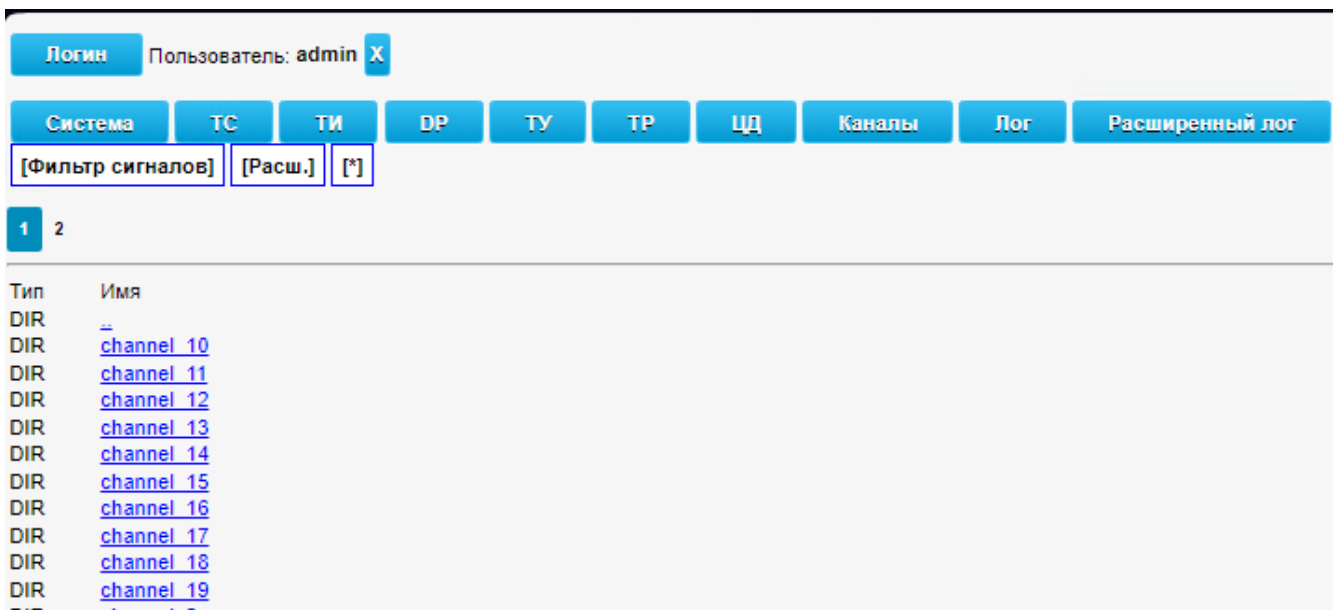 Логин Пользователь: admin X
Система ТС ТИ DP ТУ ТР ЦД Каналы Лог Расширенный лог
[Фильтр сигналов] [Расш.] [*]
1 2
Тип Имя
DIR ..
DIR channel_10
DIR channel_11
DIR channel_12
DIR channel_13
DIR channel_14
DIR channel_15
DIR channel_16
DIR channel_17
DIR channel_18
DIR channel_19